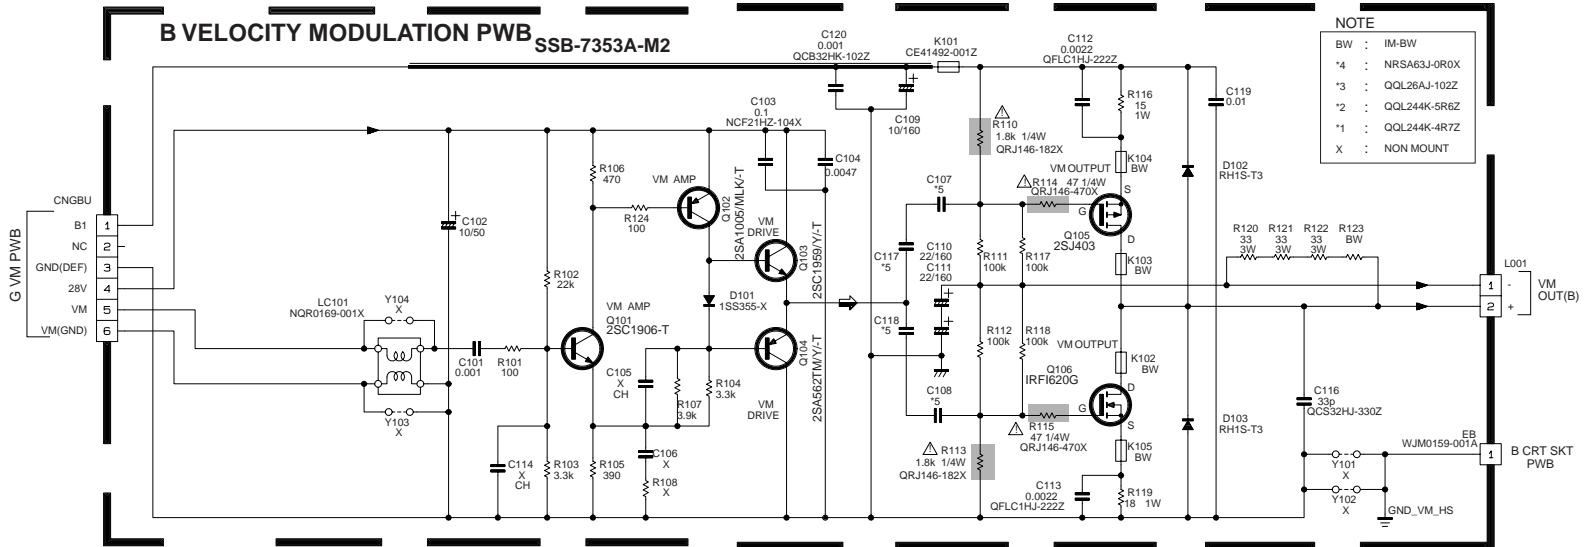 B VELOCITY MODULATION PWB SSB-7353A-M2
NOTE
BW : IM-BW
*4 : NRSA63J-0R0X
*3 : QQL26AJ-102Z
*2 : QQL244K-5R6Z
*1 : QQL244K-4R7Z
X : NON MOUNT
C120
0.001
QCB32HK-102Z
K101
CE41492-001Z
C112
0.0022
QFLC1HJ-222Z
C103
0.1
NCF21HZ-104X
C109
10/160
R110
1.8k 1/4W
QRJ146-182X
R116
15
1W
C119
0.01
R106
470
VM AMP
C104
0.0047
VM OUTPUT
K104
BW
D102
RH1S-T3
C107
*5
R114 47 1/4W
QRJ146-470X
S
G
D
CNGBU
G VM PWB
B1 1
NC 2
GND(DEF) 3
28V 4
VM 5
VM(GND) 6
C102
10/50
R124
100
Q102
2SA1005/MLK/-T
VM
DRIVE
Q103
2SC1959/Y/-T
Q105
2SJ403
C117
*5
C110
22/160
C111
22/160
R111
100k
R117
100k
K103
BW
R120
33
3W
R121
33
3W
R122
33
3W
R123
BW
L001
1 -
2 +
VM
OUT(B)
R102
22k
D101
1SS355-X
LC101
NQR0169-001X
Y104
X
VM AMP
Q101
2SC1906-T
C118
*5
R112
100k
R118
100k
VM OUTPUT
K102
BW
C101
0.001
R101
100
C105
X
CH
R107
3.9k
R104
3.3k
Q104
2SA562TM/Y/-T
VM
DRIVE
C108
*5
Q106
IRFI620G
D
G
S
Y103
X
R115
47 1/4W
QRJ146-470X
C116
33p
QCS32HJ-330Z
D103
RH1S-T3
K105
BW
EB
WJM0159-001A
1
B CRT SKT
PWB
C114
X
CH
R103
3.3k
R105
390
C106
X
R108
X
R113
1.8k 1/4W
QRJ146-182X
C113
0.0022
QFLC1HJ-222Z
R119
18 1W
Y101
X
Y102
X
GND_VM_HS